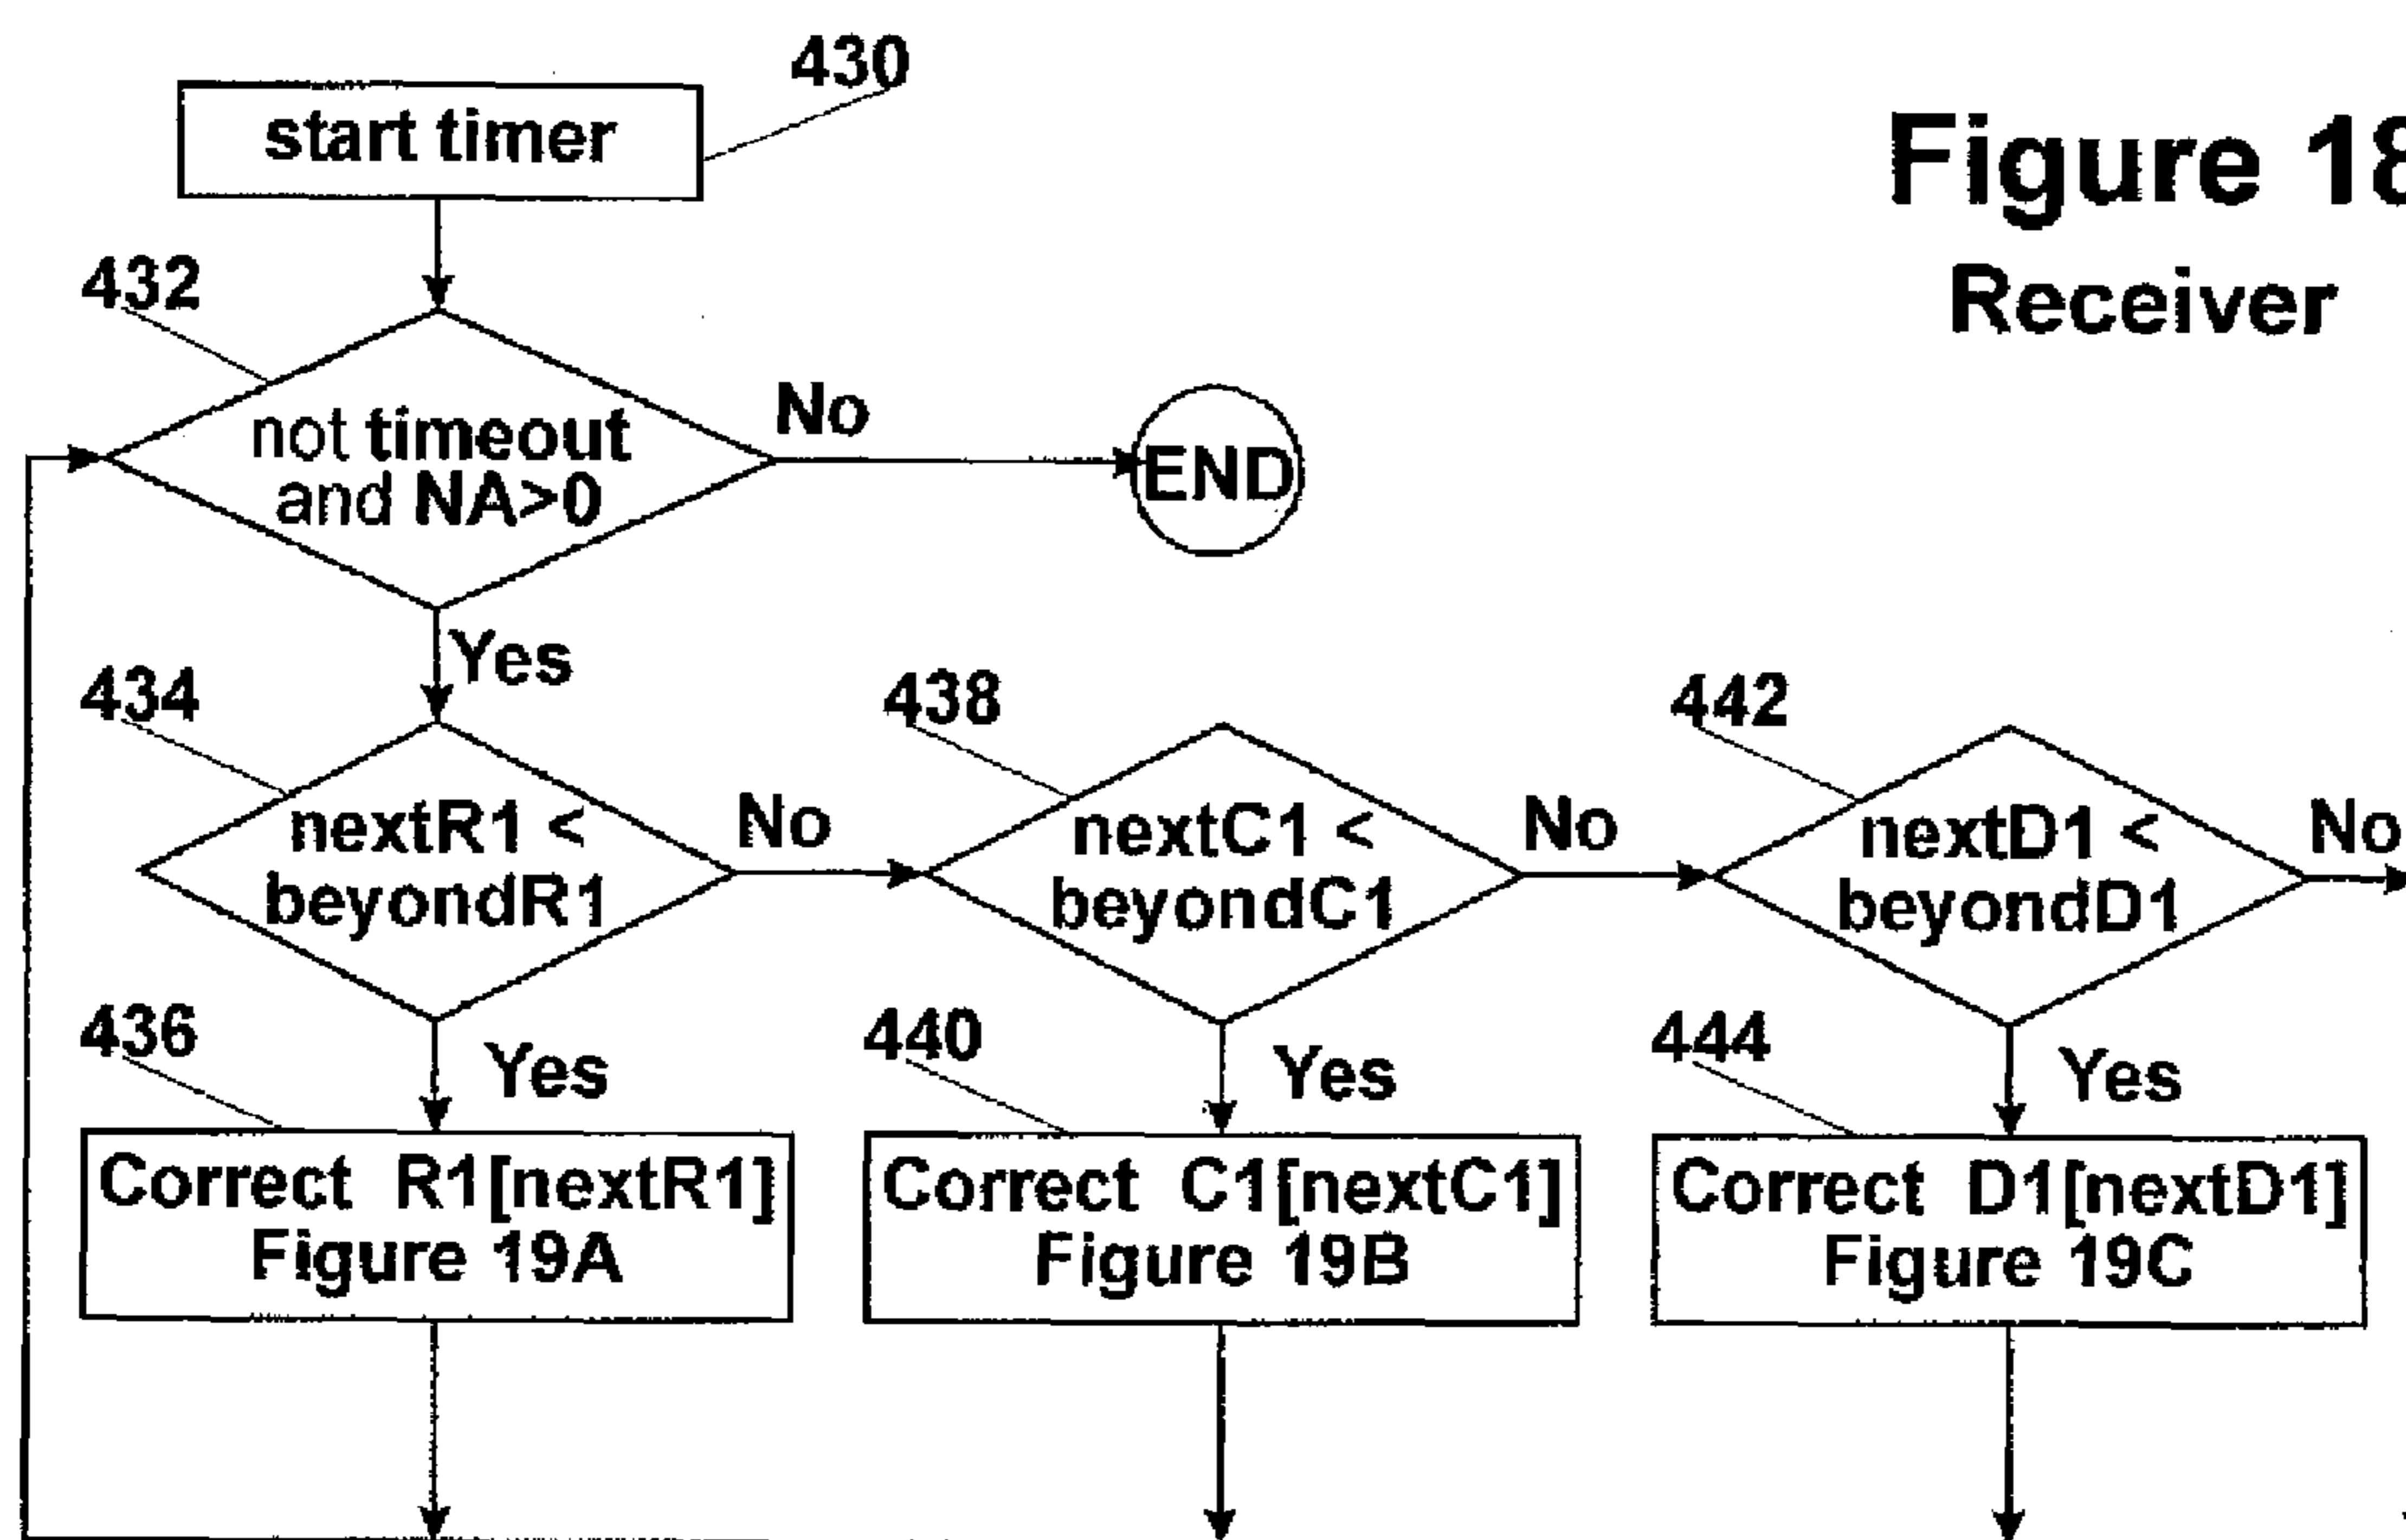 430
start timer
Figure 18
Receiver
432
not timeout
and NA>0
No
END
Yes
434
438
442
nextR1 <
beyondR1
No
nextC1 <
beyondC1
No
nextD1 <
beyondD1
No
436
Yes
440
Yes
444
Yes
Correct R1[nextR1]
Figure 19A
Correct C1[nextC1]
Figure 19B
Correct D1[nextD1]
Figure 19C